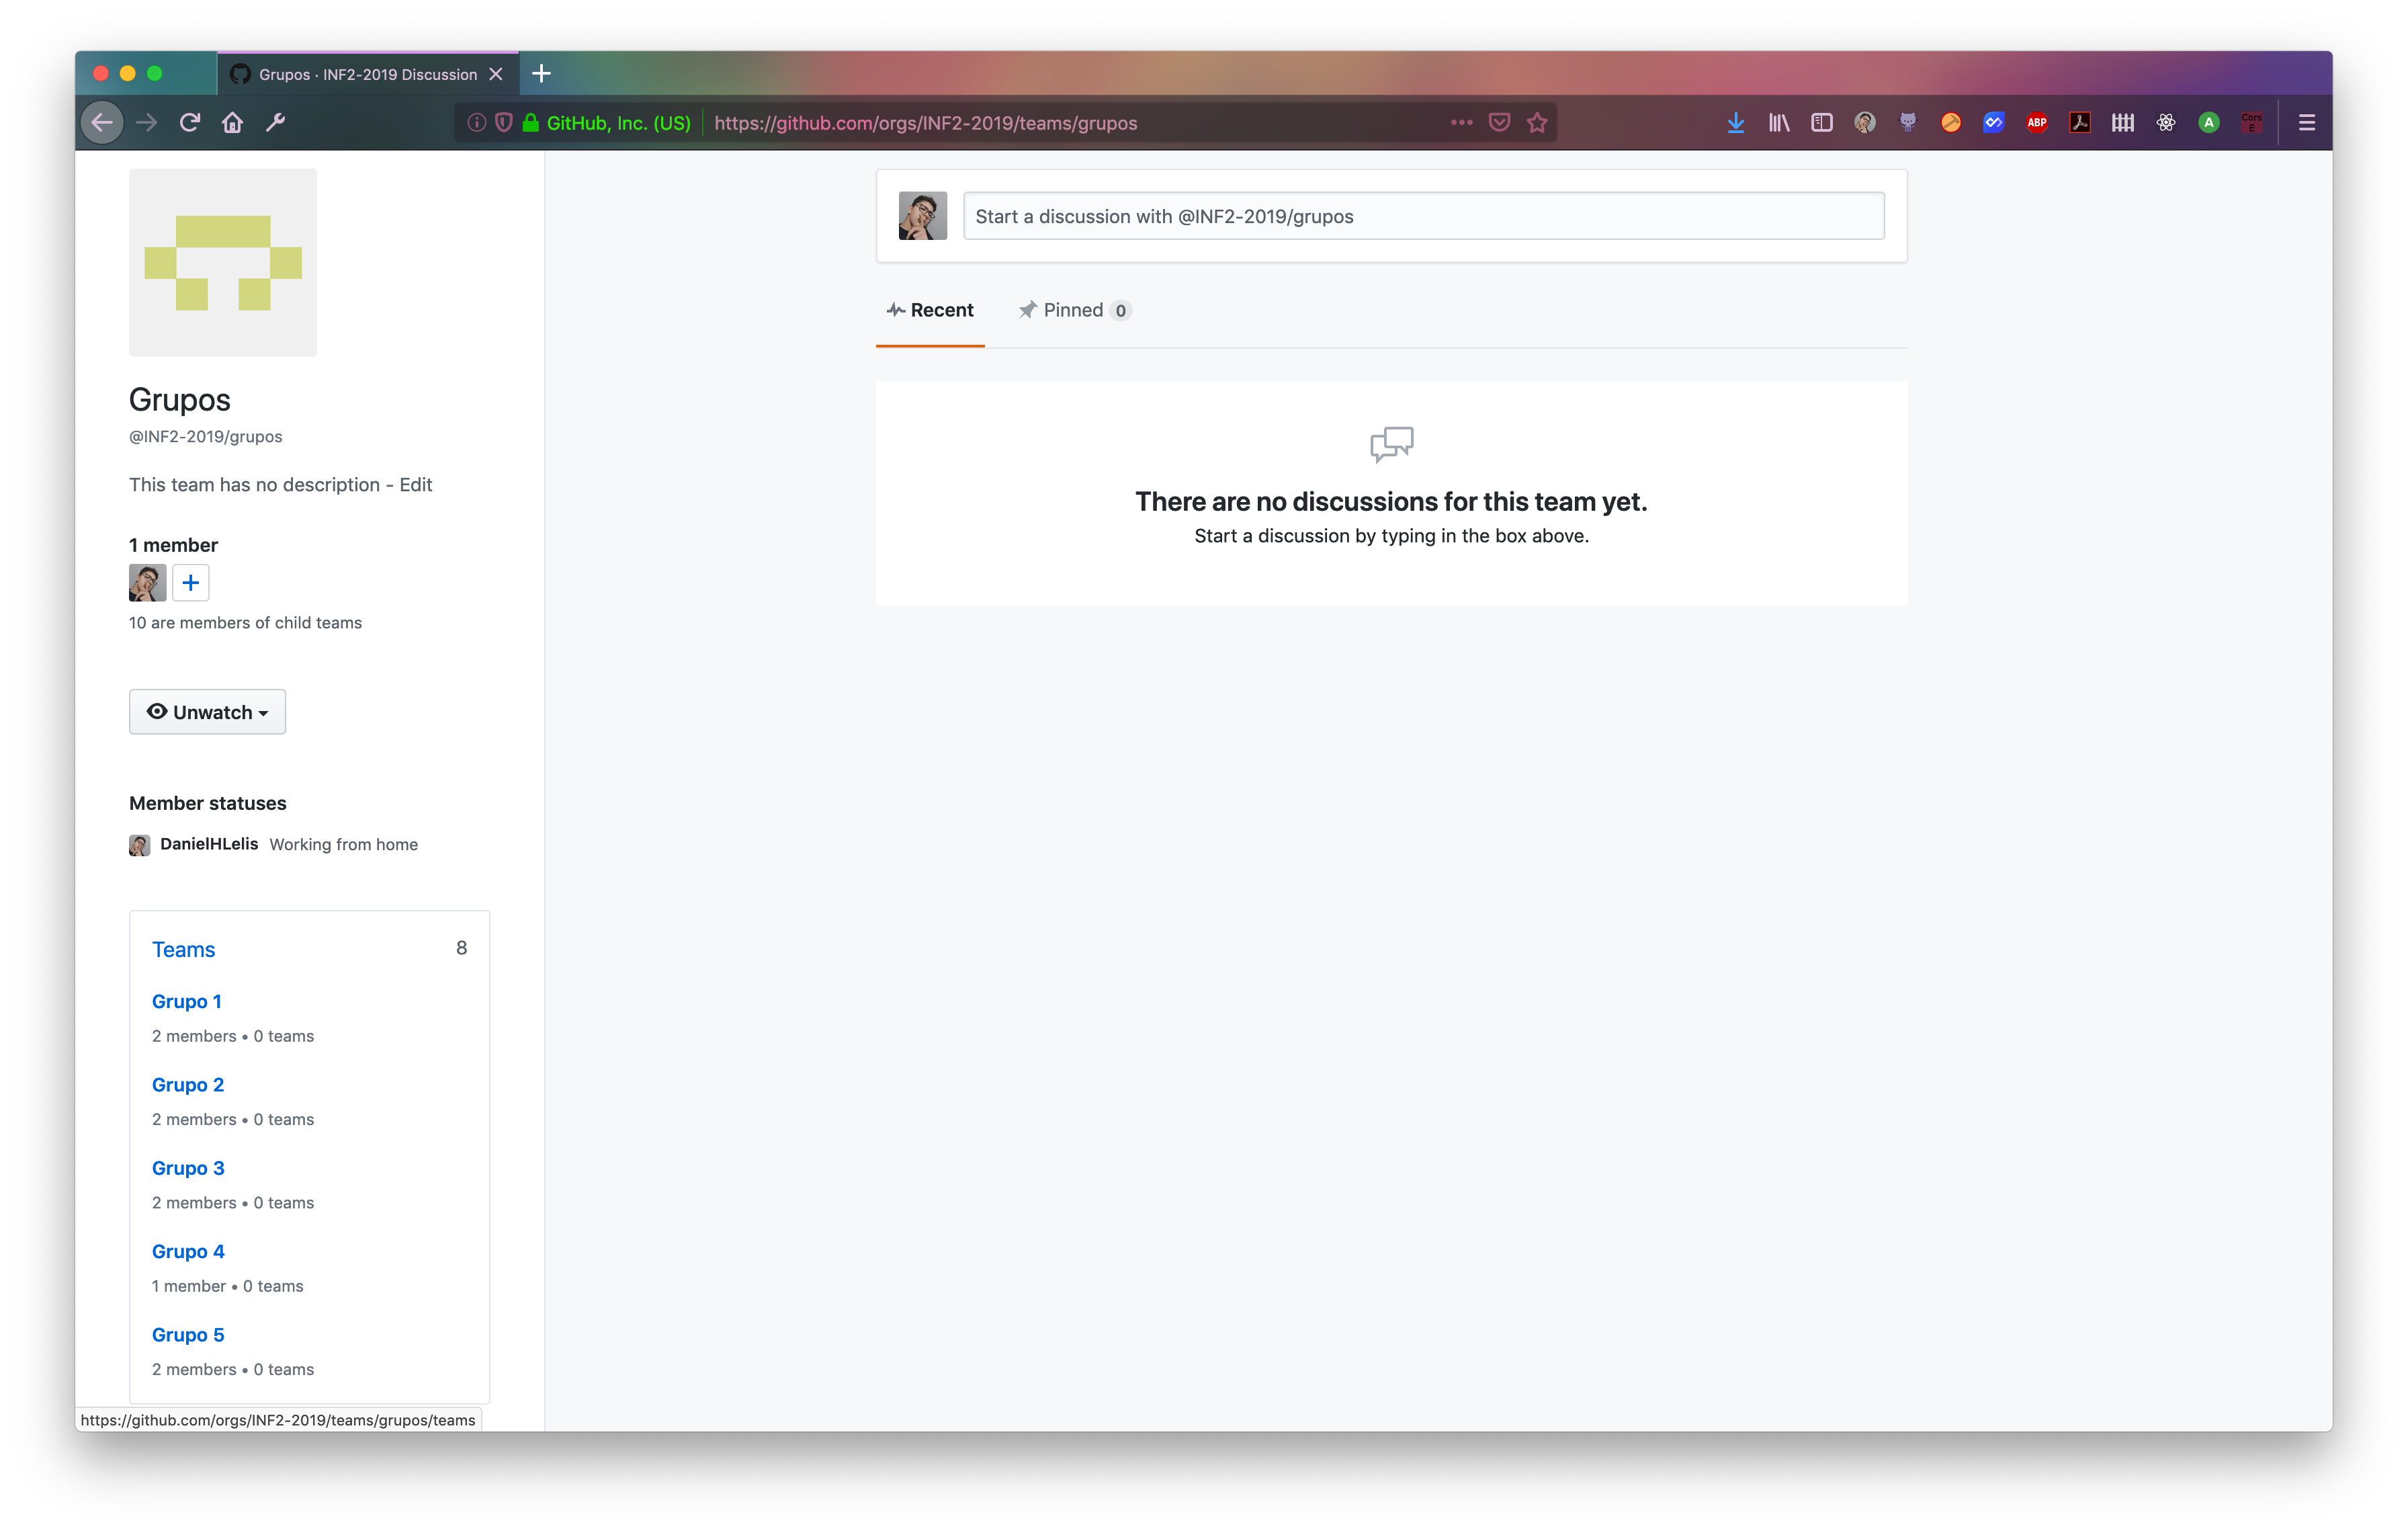 Grupos · INF2-2019 Discussion
GitHub, Inc. (US) https://github.com/orgs/INF2-2019/teams/grupos
ABP
A
Cors
E
Start a discussion with @INF2-2019/grupos
Recent
Pinned 0
There are no discussions for this team yet.
Start a discussion by typing in the box above.
Grupos
@INF2-2019/grupos
This team has no description - Edit
1 member
10 are members of child teams
Unwatch
Member statuses
DanielHLelis Working from home
Teams 8
Grupo 1
2 members • 0 teams
Grupo 2
2 members • 0 teams
Grupo 3
2 members • 0 teams
Grupo 4
1 member • 0 teams
Grupo 5
2 members • 0 teams
https://github.com/orgs/INF2-2019/teams/grupos/teams